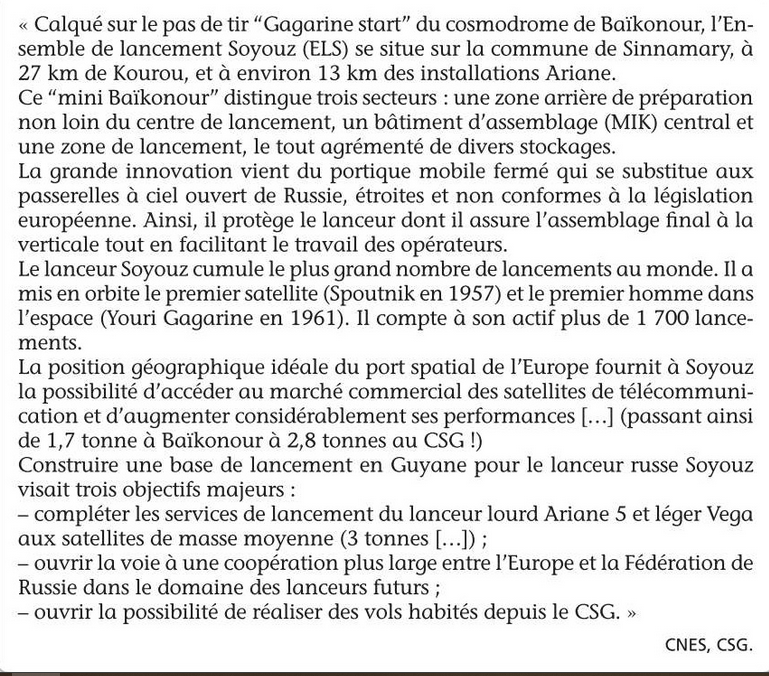 « Calqué sur le pas de tir “Gagarine start” du cosmodrome de Baïkonour, l’En-
semble de lancement Soyouz (ELS) se situe sur la commune de Sinnamary, à
27 km de Kourou, et à environ 13 km des installations Ariane.
Ce “mini Baïkonour” distingue trois secteurs : une zone arrière de préparation
non loin du centre de lancement, un bâtiment d’assemblage (MIK) central et
une zone de lancement, le tout agrémenté de divers stockages.
La grande innovation vient du portique mobile fermé qui se substitue aux
passerelles à ciel ouvert de Russie, étroites et non conformes à la législation
européenne. Ainsi, il protège le lanceur dont il assure l’assemblage final à la
verticale tout en facilitant le travail des opérateurs.
Le lanceur Soyouz cumule le plus grand nombre de lancements au monde. Il a
mis en orbite le premier satellite (Spoutnik en 1957) et le premier homme dans
l’espace (Youri Gagarine en 1961). Il compte à son actif plus de 1 700 lance-
ments.
La position géographique idéale du port spatial de l’Europe fournit à Soyouz
la possibilité d’accéder au marché commercial des satellites de télécommuni-
cation et d’augmenter considérablement ses performances […] (passant ainsi
de 1,7 tonne à Baïkonour à 2,8 tonnes au CSG !)
Construire une base de lancement en Guyane pour le lanceur russe Soyouz
visait trois objectifs majeurs :
– compléter les services de lancement du lanceur lourd Ariane 5 et léger Vega
aux satellites de masse moyenne (3 tonnes […]) ;
– ouvrir la voie à une coopération plus large entre l’Europe et la Fédération de
Russie dans le domaine des lanceurs futurs ;
– ouvrir la possibilité de réaliser des vols habités depuis le CSG. »
CNES, CSG.